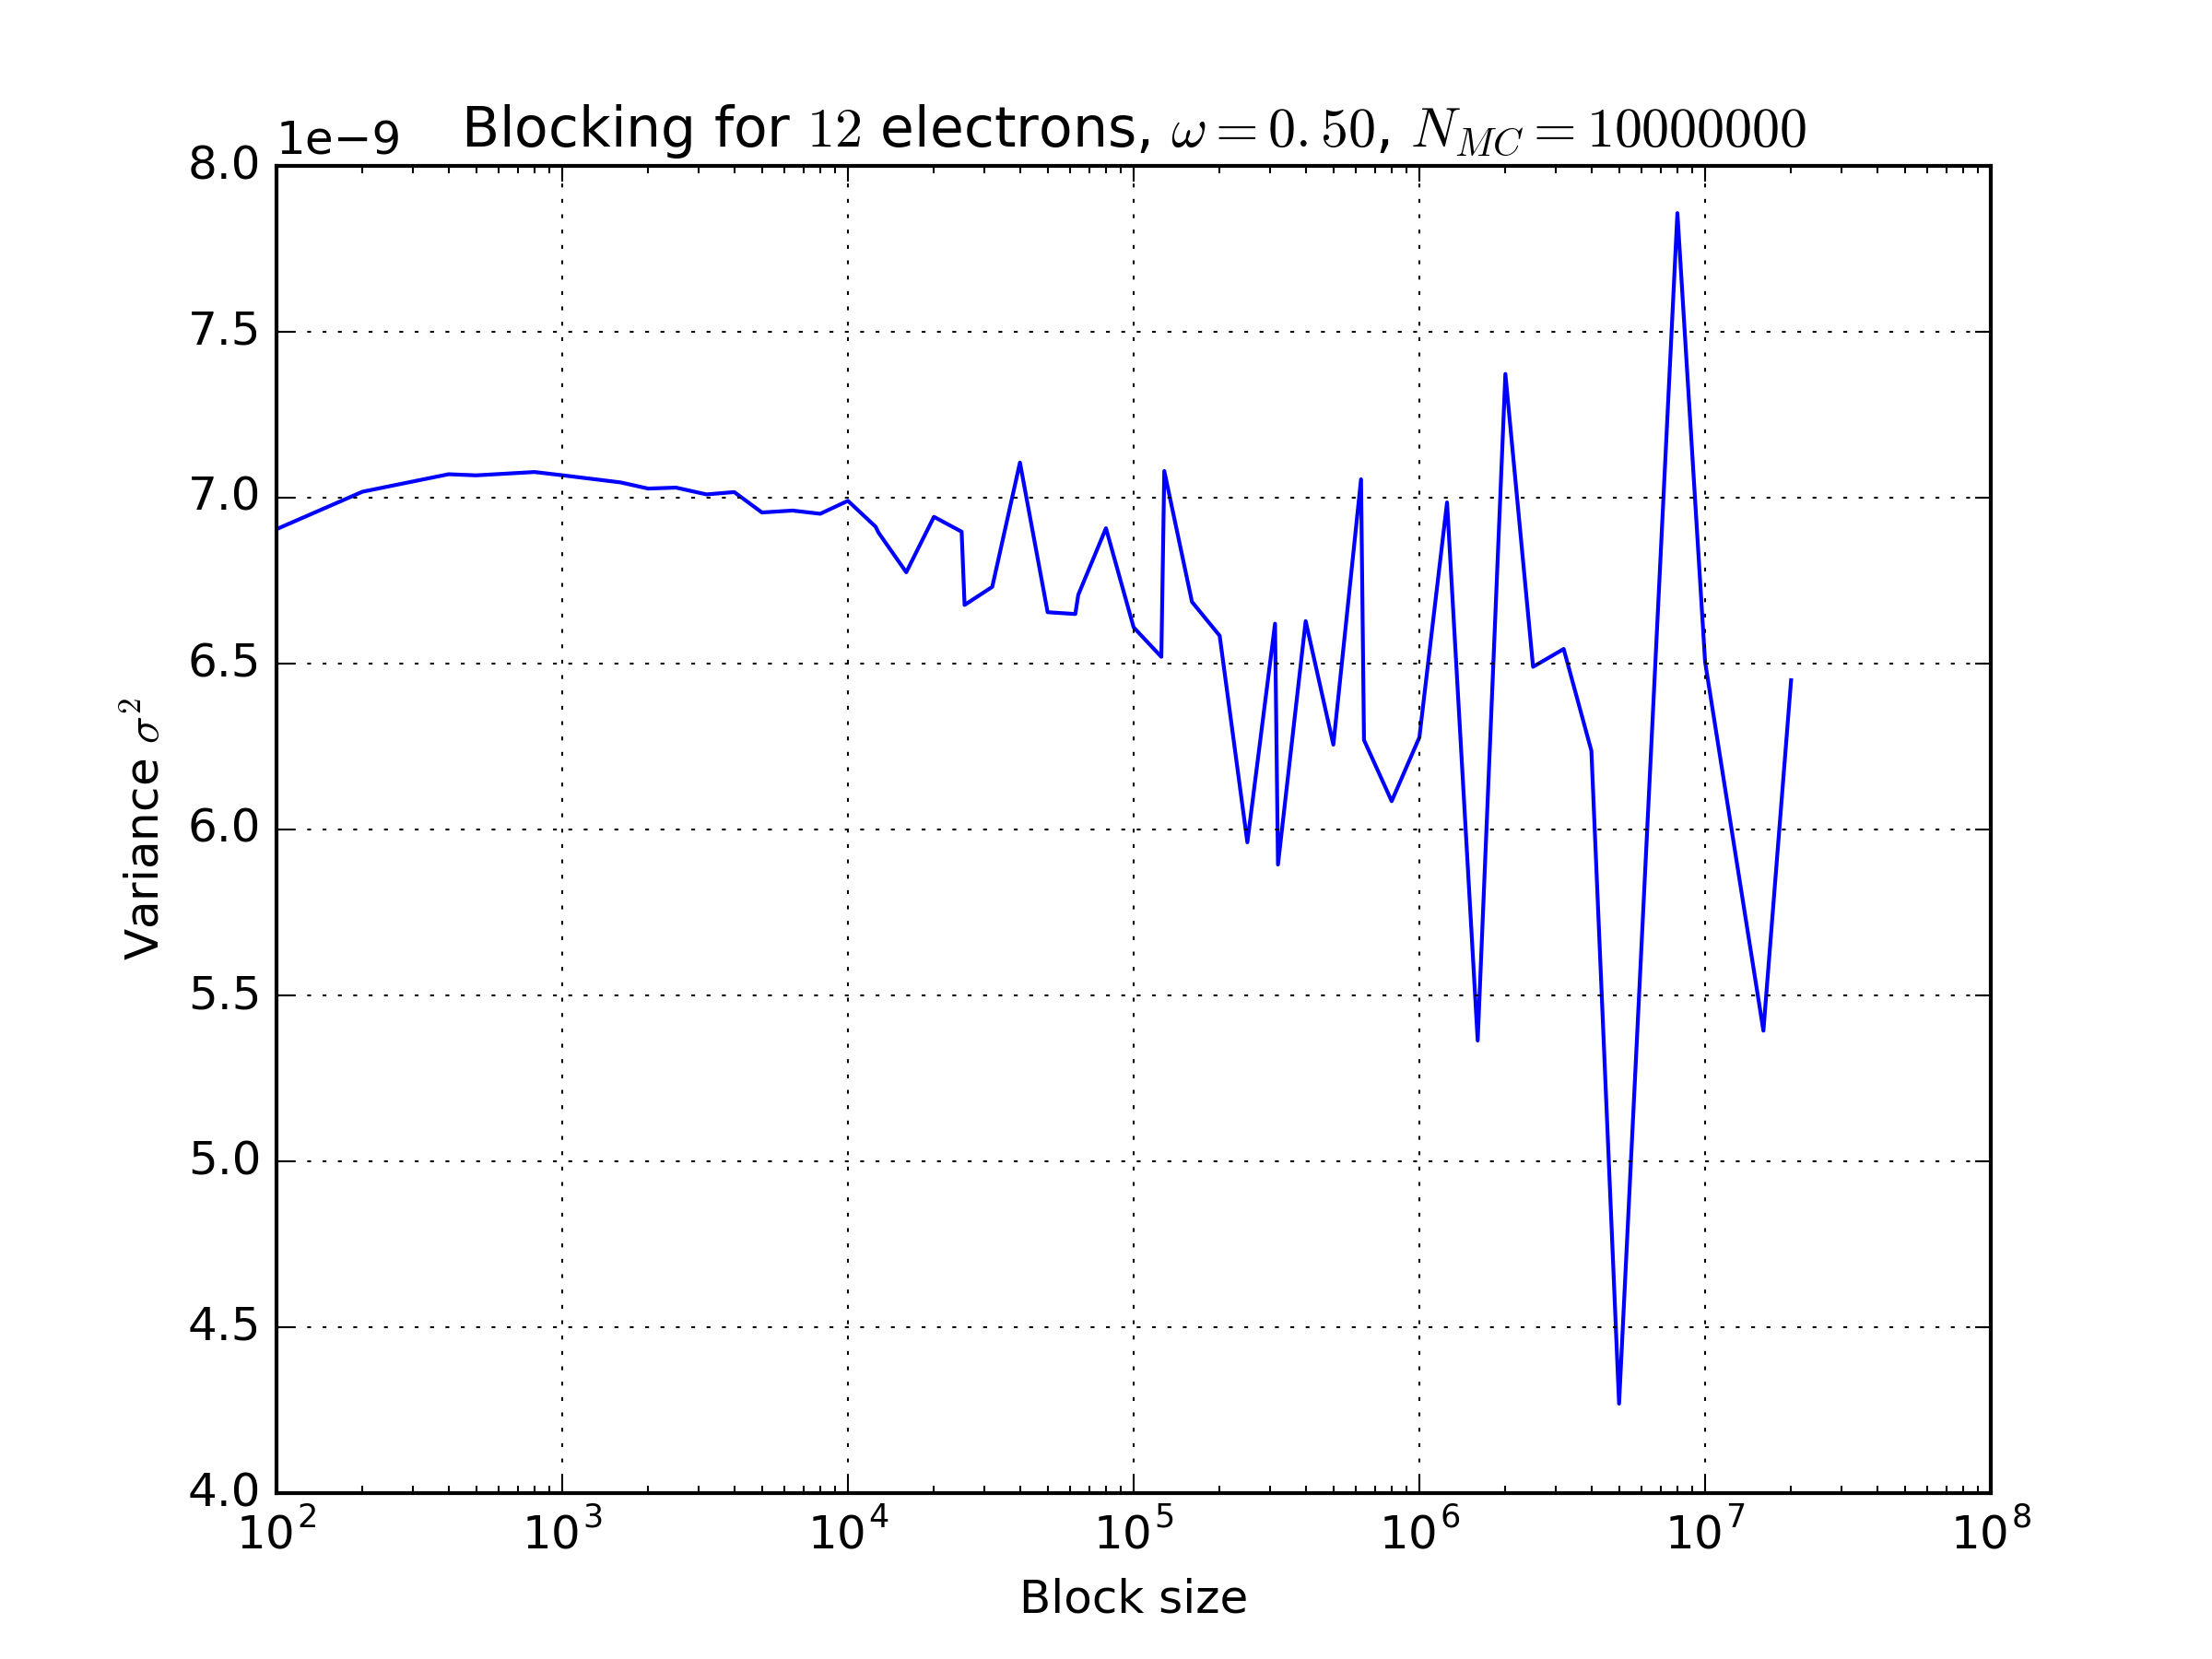 Blocking for 12 electrons, ω = 0.50, N_MC = 10000000
1e−9
8.0
7.5
7.0
6.5
6.0
5.5
5.0
4.5
4.0
Variance σ²
10² 10³ 10⁴ 10⁵ 10⁶ 10⁷ 10⁸
Block size